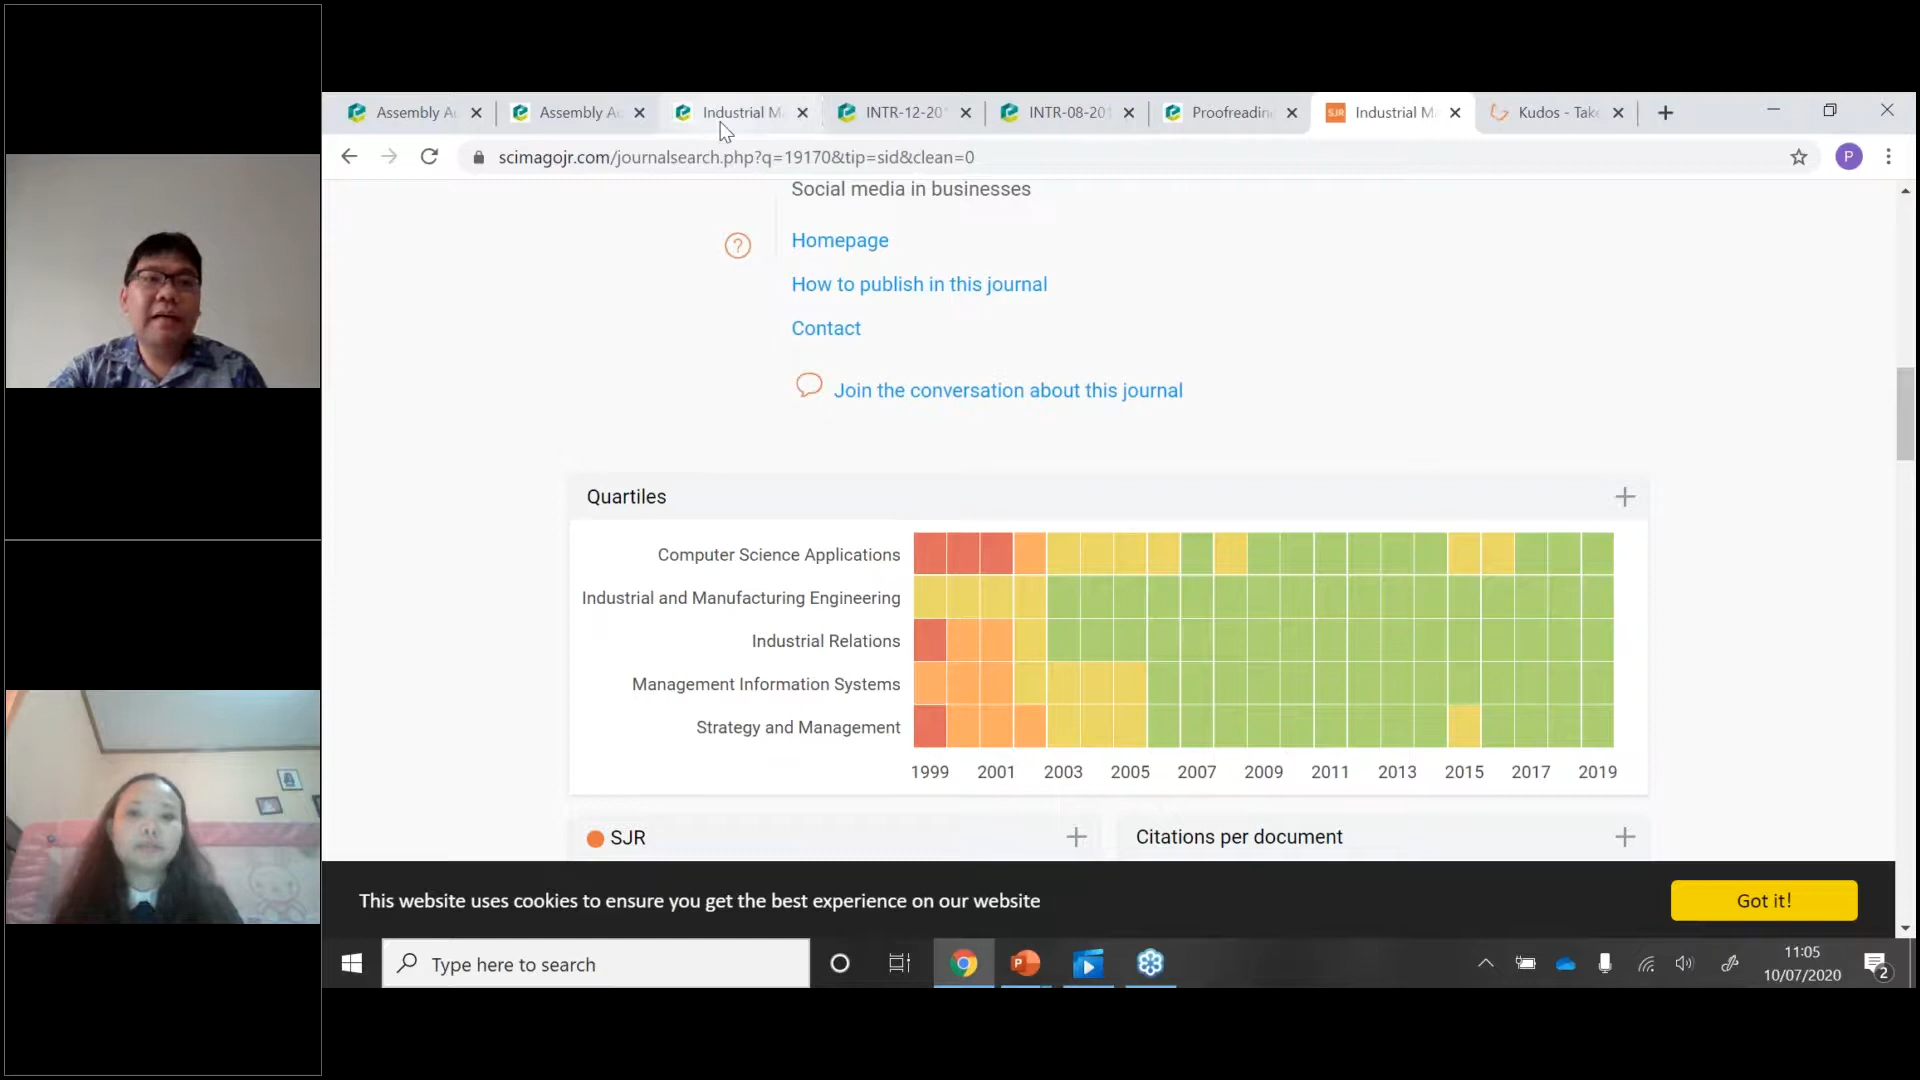 Assembly A
Assembly A
Industrial M
INTR-12-20
INTR-08-201
Proofreadin
SJR
Industrial M
Kudos - Take
scimagojr.com/journalsearch.php?q=19170&tip=sid&clean=0
P
Social media in businesses
?
Homepage
How to publish in this journal
Contact
Join the conversation about this journal
Quartiles
Computer Science Applications
Industrial and Manufacturing Engineering
Industrial Relations
Management Information Systems
Strategy and Management
1999 2001 2003 2005 2007 2009 2011 2013 2015 2017 2019
SJR
Citations per document
This website uses cookies to ensure you get the best experience on our website
Got it!
Type here to search
P
11:05
10/07/2020
2